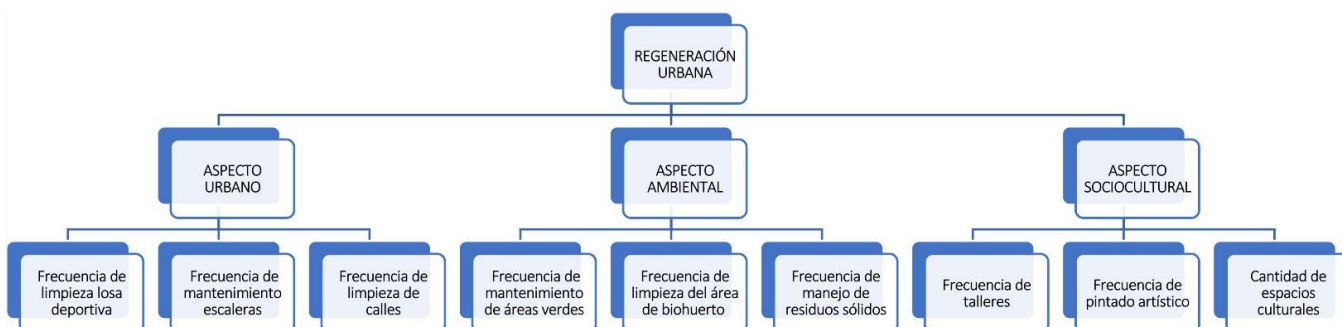 REGENERACIÓN
URBANA
ASPECTO
URBANO
ASPECTO
AMBIENTAL
ASPECTO
SOCIOCULTURAL
Frecuencia de
limpieza losa
deportiva
Frecuencia de
mantenimiento
escaleras
Frecuencia de
limpieza de
calles
Frecuencia de
mantenimiento
de áreas verdes
Frecuencia de
limpieza del área
de biohuerto
Frecuencia de
manejo de
residuos sólidos
Frecuencia de
talleres
Frecuencia de
pintado artístico
Cantidad de
espacios
culturales